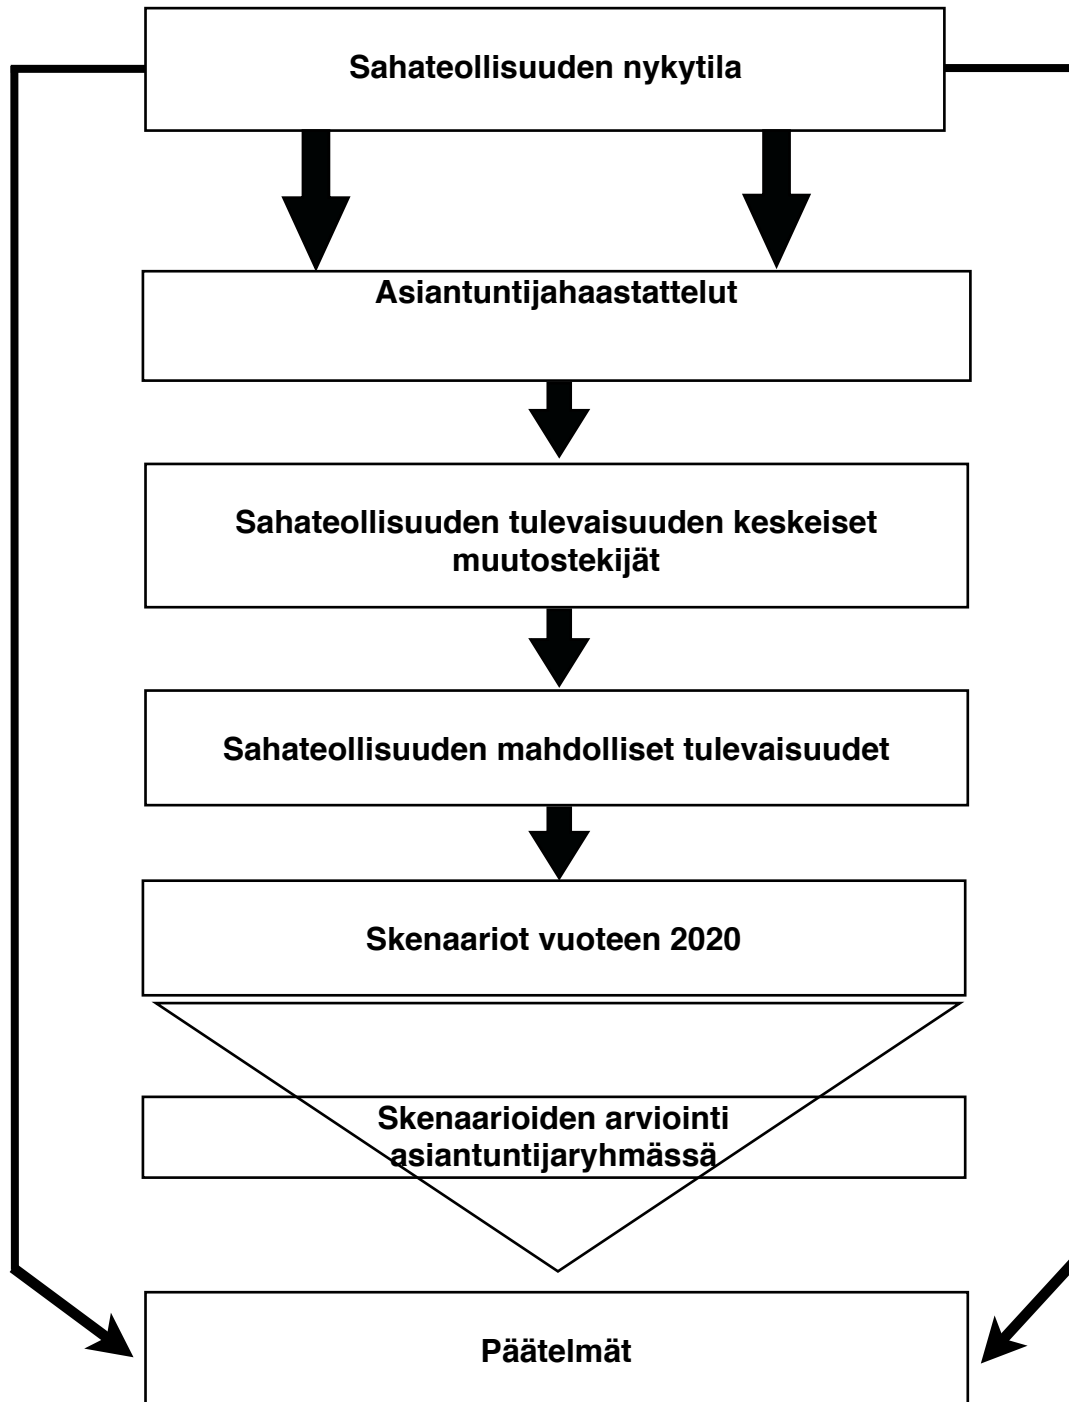 Sahateollisuuden nykytila
Asiantuntijahaastattelut
Sahateollisuuden tulevaisuuden keskeiset
muutostekijät
Sahateollisuuden mahdolliset tulevaisuudet
Skenaariot vuoteen 2020
Skenaarioiden arviointi
asiantuntijaryhmässä
Päätelmät